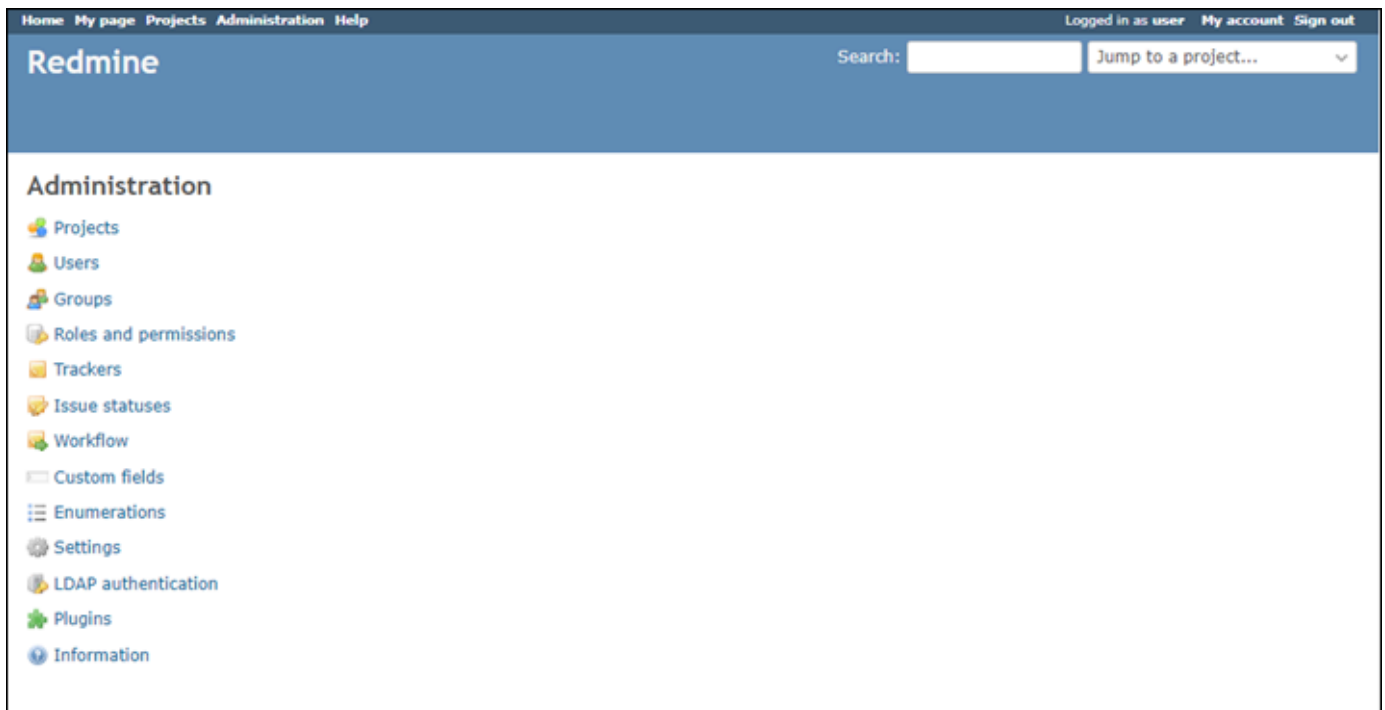 Home My page Projects Administration Help Logged in as user My account Sign out
Redmine Search: Jump to a project...
Administration
Projects
Users
Groups
Roles and permissions
Trackers
Issue statuses
Workflow
Custom fields
Enumerations
Settings
LDAP authentication
Plugins
Information